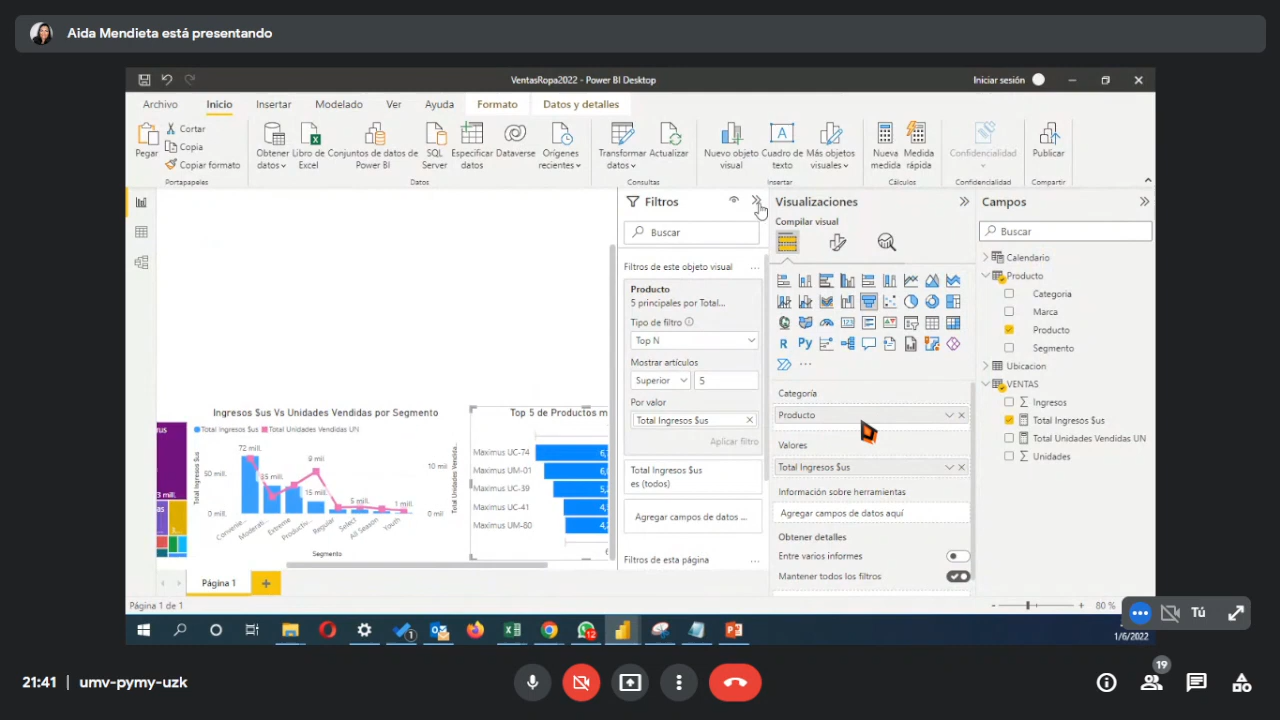 Aida Mendieta está presentando
VentasRopa2022 - Power BI Desktop
Iniciar sesión
Archivo Inicio Insertar Modelado Ver Ayuda Formato Datos y detalles
Pegar
Cortar
Copia
Copiar formato
Portapapeles
Obtener datos
Libro de Excel
Conjuntos de datos de Power BI
SQL Server
Especificar datos
Dataverse
Orígenes recientes
Datos
Transformar datos
Actualizar
Consultas
Nuevo objeto visual
Cuadro de texto
Más objetos visuales
Insertar
Nueva medida
Medida rápida
Cálculos
Confidencialidad
Confidencialidad
Publicar
Compartir
Ingresos $us Vs Unidades Vendidas por Segmento
Total Ingresos $us Total Unidades Vendidas UN
72 mill.
9 mill
35 mill.
15 mill.
5 mill.
1 mill.
50 mill.
0 mill.
10 mill
0 mil
Total Ingresos $us
Total Unidades Vendida...
Convenie...
Moderati...
Extreme
Productiv...
Regular
Select
All Season
Youth
Segmento
3 mill.
Top 5 de Productos m
Maximus UC-74
Maximus UM-01
Maximus UC-39
Maximus UC-41
Maximus UM-80
Filtros
Buscar
Filtros de este objeto visual ...
Producto
5 principales por Total...
Tipo de filtro
Top N
Mostrar artículos
Superior 5
Por valor
Total Ingresos $us
Aplicar filtro
Total Ingresos $us
es (todos)
Agregar campos de datos ...
Filtros de esta página ...
Visualizaciones
Compilar visual
R Py
...
Categoría
Producto
Valores
Total Ingresos $us
Información sobre herramientas
Agregar campos de datos aquí
Obtener detalles
Entre varios informes
Mantener todos los filtros
Campos
Buscar
Calendario
Producto
Categoria
Marca
Producto
Segmento
Ubicacion
VENTAS
Ingresos
Total Ingresos $us
Total Unidades Vendidas UN
Unidades
Página 1
Página 1 de 1
80 %
Tú
1/6/2022
12
1
21:41 | umv-pymy-uzk
19